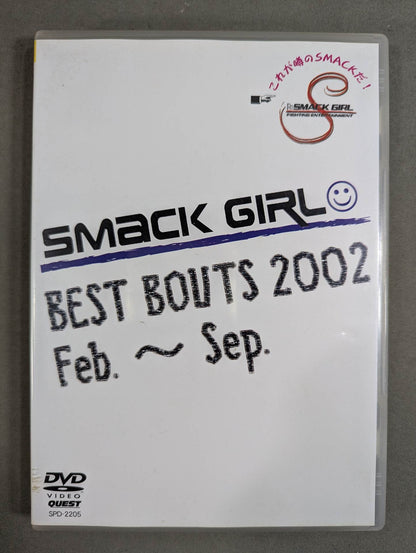 これが噂のSMACKだ!
Re SMACK GIRL
FIGHTING ENTERTAINMENT
SMACK GIRL
BEST BOUTS 2002
Feb. ～ Sep.
DVD
VIDEO
QUEST
SPD-2205